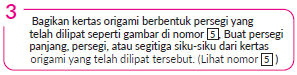 3
Bagikan kertas origami berbentuk persegi yang
telah dilipat seperti gambar di nomor 5. Buat persegi
panjang, persegi, atau segitiga siku-siku dari kertas
origami yang telah dilipat tersebut. (Lihat nomor 5)